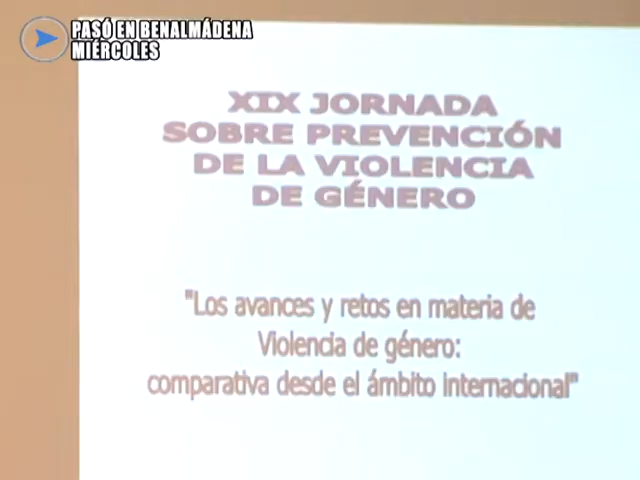 PASÓ EN BENALMÁDENA
MIÉRCOLES
XIX JORNADA
SOBRE PREVENCIÓN
DE LA VIOLENCIA
DE GÉNERO
"Los avances y retos en materia de
Violencia de género:
comparativa desde el ámbito internacional"